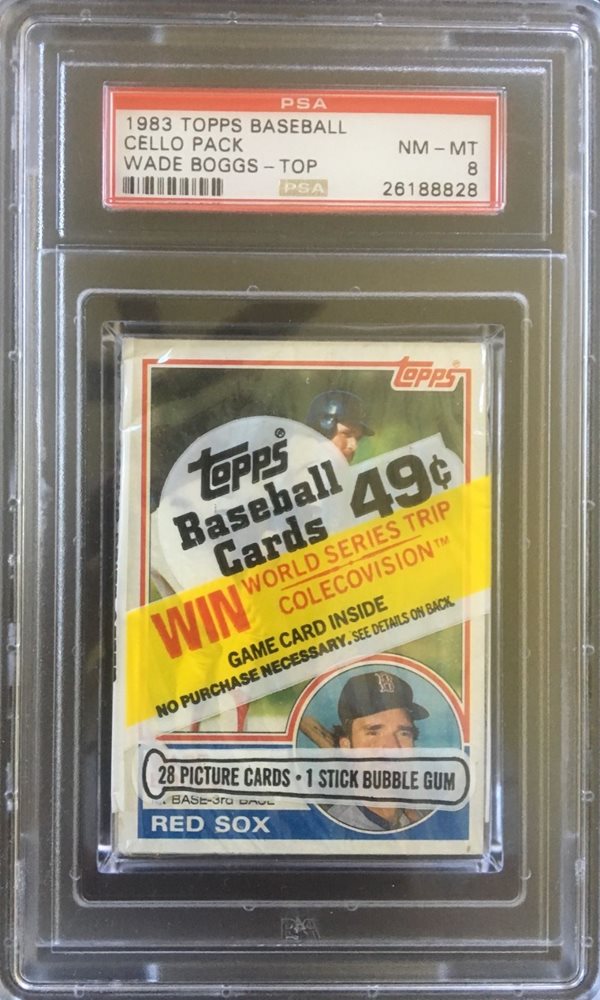 PSA
1983 TOPPS BASEBALL
CELLO PACK NM - MT
WADE BOGGS - TOP 8
PSA 26188828
topps®
topps®
Baseball
Cards 49¢
WIN WORLD SERIES TRIP
COLECOVISION™
GAME CARD INSIDE
NO PURCHASE NECESSARY. SEE DETAILS ON BACK.
B
28 PICTURE CARDS • 1 STICK BUBBLE GUM
BASE-3rd BASE
RED SOX
PSA